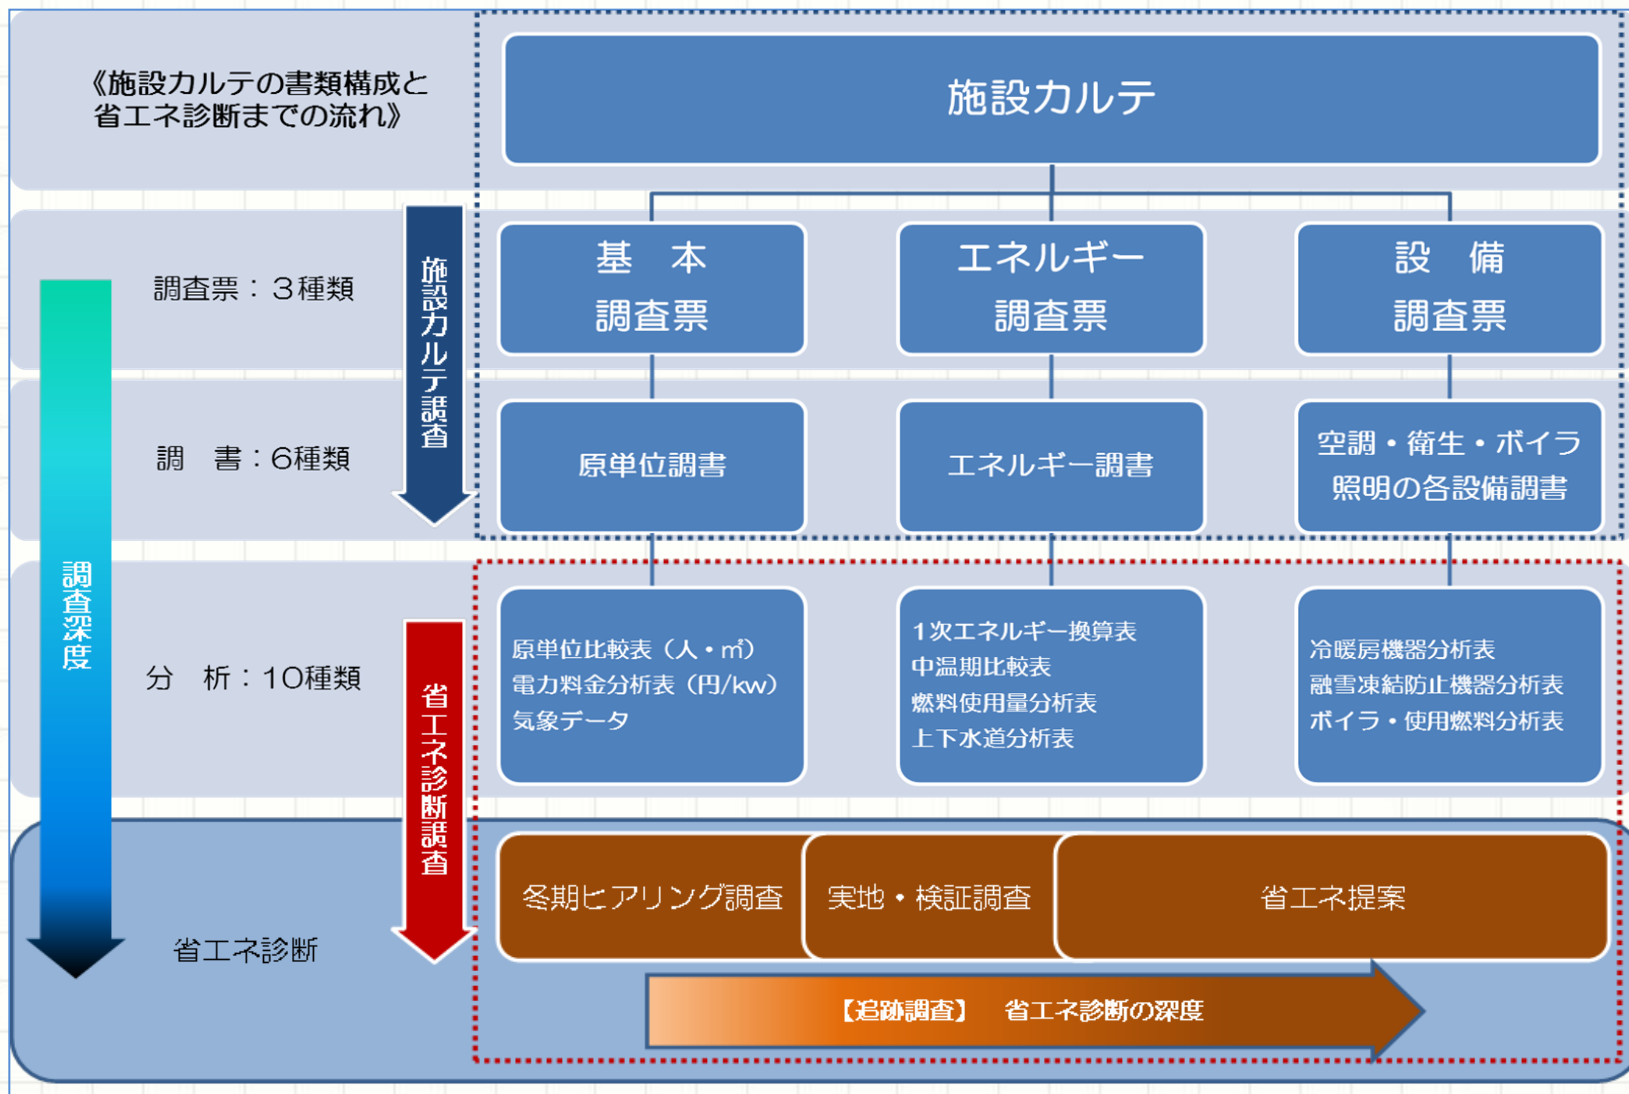 《施設カルテの書類構成と
省エネ診断までの流れ》
施設カルテ
調査票：３種類
施設カルテ調査
基　本
調査票
エネルギー
調査票
設　備
調査票
調　書：6種類
原単位調書
エネルギー調書
空調・衛生・ボイラ
照明の各設備調書
調査深度
分　析：10種類
省エネ診断調査
原単位比較表（人・㎡）
電力料金分析表（円/kw）
気象データ
１次エネルギー換算表
中温期比較表
燃料使用量分析表
上下水道分析表
冷暖房機器分析表
融雪凍結防止機器分析表
ボイラ・使用燃料分析表
省エネ診断
冬期ヒアリング調査
実地・検証調査
省エネ提案
【追跡調査】　省エネ診断の深度